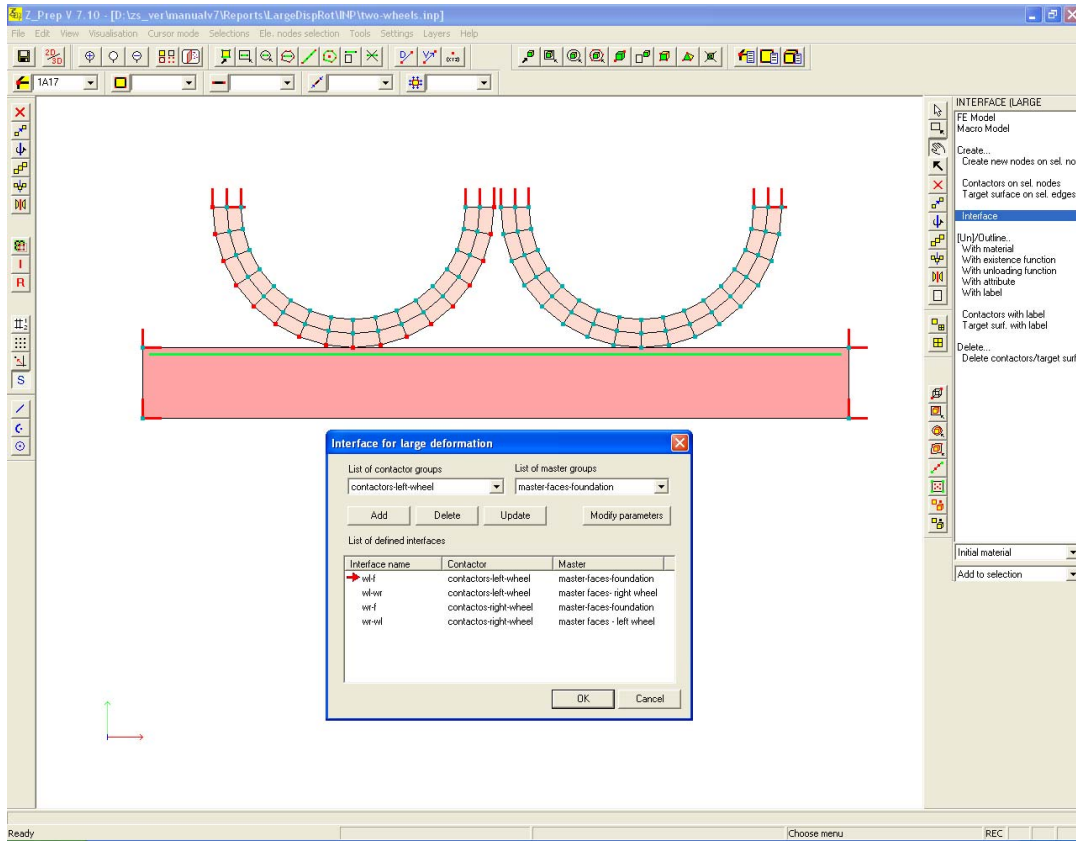 Z_Prep V 7.10 - [D:\zs_ver\manualv7\Reports\LargeDispRot\INP\two-wheels.inp]
File Edit View Visualisation Cursor mode Selections Ele. nodes selection Tools Settings Layers Help
2D/3D
1A17
INTERFACE (LARGE
FE Model
Macro Model
Create...
Create new nodes on sel. no
Contactors on sel. nodes
Target surface on sel. edges
Interface
[Un]/Outline..
With material
With existence function
With unloading function
With attribute
With label
Contactors with label
Target surf. with label
Delete...
Delete contactors/target surf
I
R
S
Initial material
Add to selection
Interface for large deformation
List of contactor groups List of master groups
contactors-left-wheel master-faces-foundation
Add Delete Update Modify parameters
List of defined interfaces
Interface name Contactor Master
wl-f contactors-left-wheel master-faces-foundation
wl-wr contactors-left-wheel master faces- right wheel
wr-f contactos-right-wheel master-faces-foundation
wr-wl contactos-right-wheel master faces - left wheel
OK Cancel
Ready Choose menu REC